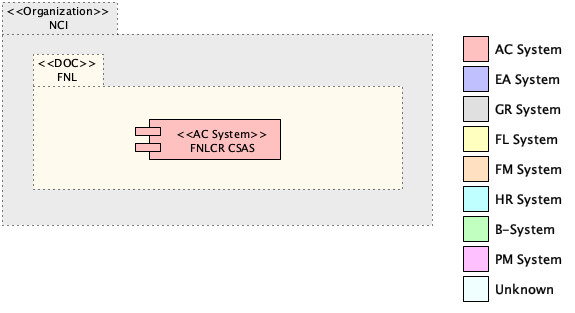 <<Organization>>
NCI
<<DOC>>
FNL
<<AC System>>
FNLCR CSAS
AC System
EA System
GR System
FL System
FM System
HR System
B-System
PM System
Unknown